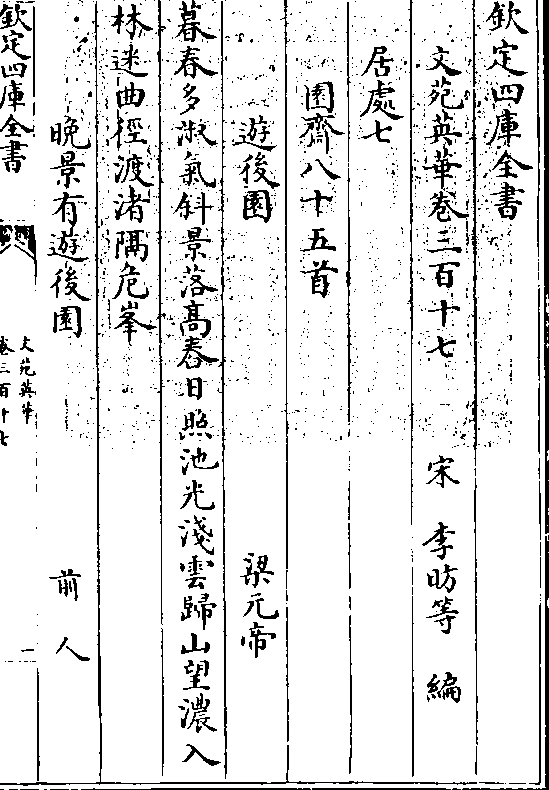 欽定四庫全書
文苑英華卷三百十七　宋　李昉等　編
居處七
園齋八十五首
遊後園　梁元帝
暮春多淑氣斜景落高舂日照池光淺雲歸山望濃入
林迷曲徑渡渚隔危峯
晚景有遊後園　前人
欽定四庫全書
文苑英華
卷三百十七
一